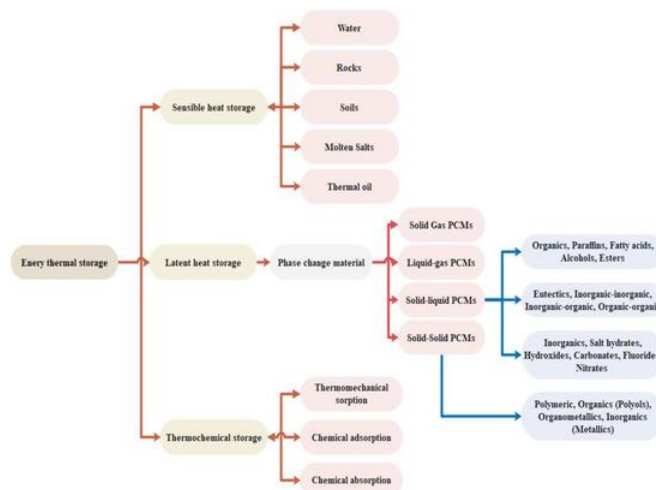 Water
Rocks
Sensible heat storage
Soils
Molten Salts
Thermal oil
Solid Gas PCMs
Organics, Paraffins, Fatty acids,
Alcohols, Esters
Enery thermal storage
Latent heat storage
Phase change material
Liquid-gas PCMs
Solid-liquid PCMs
Eutectics, Inorganic-inorganic,
Inorganic-organic, Organic-organi
Solid-Solid PCMs
Inorganics, Salt hydrates,
Hydroxides, Carbonates, Fluoride
Nitrates
Thermomechanical
sorption
Polymeric, Organics (Polyols),
Organometallics, Inorganics
(Metallics)
Thermochemical storage
Chemical adsorption
Chemical absorption